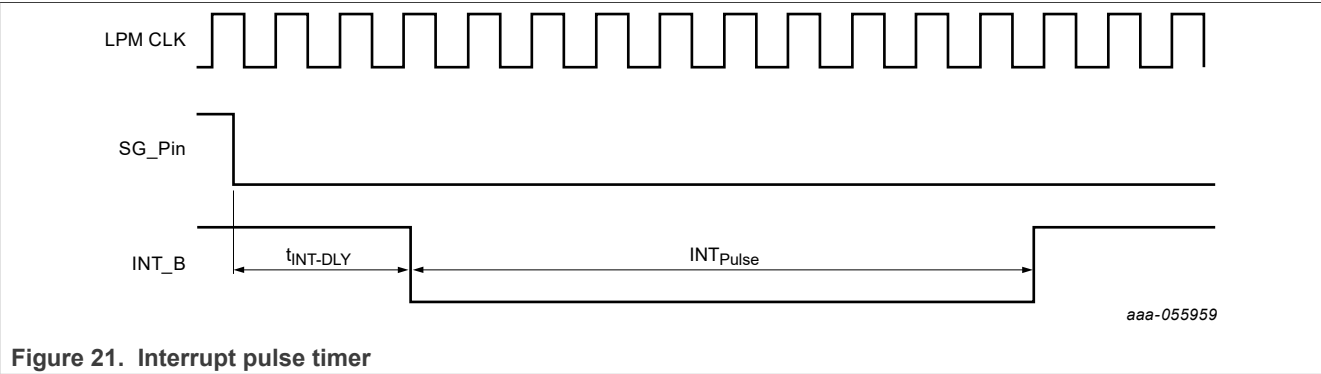 LPM CLK
SG_Pin
INT_B
tINT-DLY
INTPulse
aaa-055959
Figure 21. Interrupt pulse timer